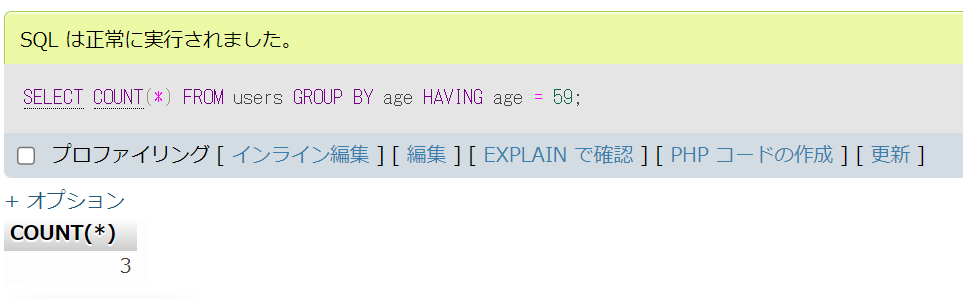 SQL は正常に実行されました。
SELECT COUNT(*) FROM users GROUP BY age HAVING age = 59;
プロファイリング [ インライン編集 ] [ 編集 ] [ EXPLAIN で確認 ] [ PHP コードの作成 ] [ 更新 ]
+ オプション
COUNT(*)
3